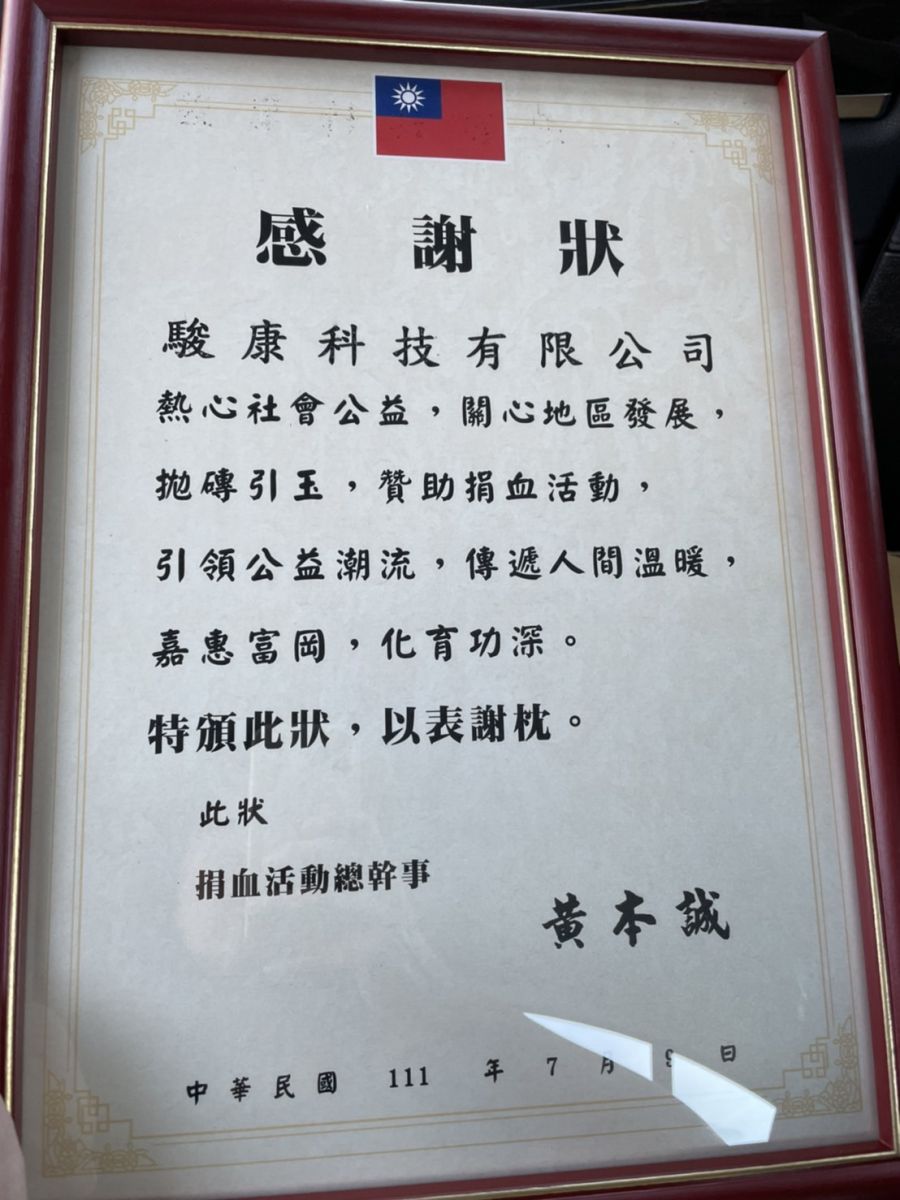 感謝狀
駿康科技有限公司
熱心社會公益，關心地區發展，
拋磚引玉，贊助捐血活動，
引領公益潮流，傳遞人間溫暖，
嘉惠富岡，化育功深。
特頒此狀，以表謝枕。
此狀
捐血活動總幹事
黃本誠
中華民國 111 年 7 月 9 日